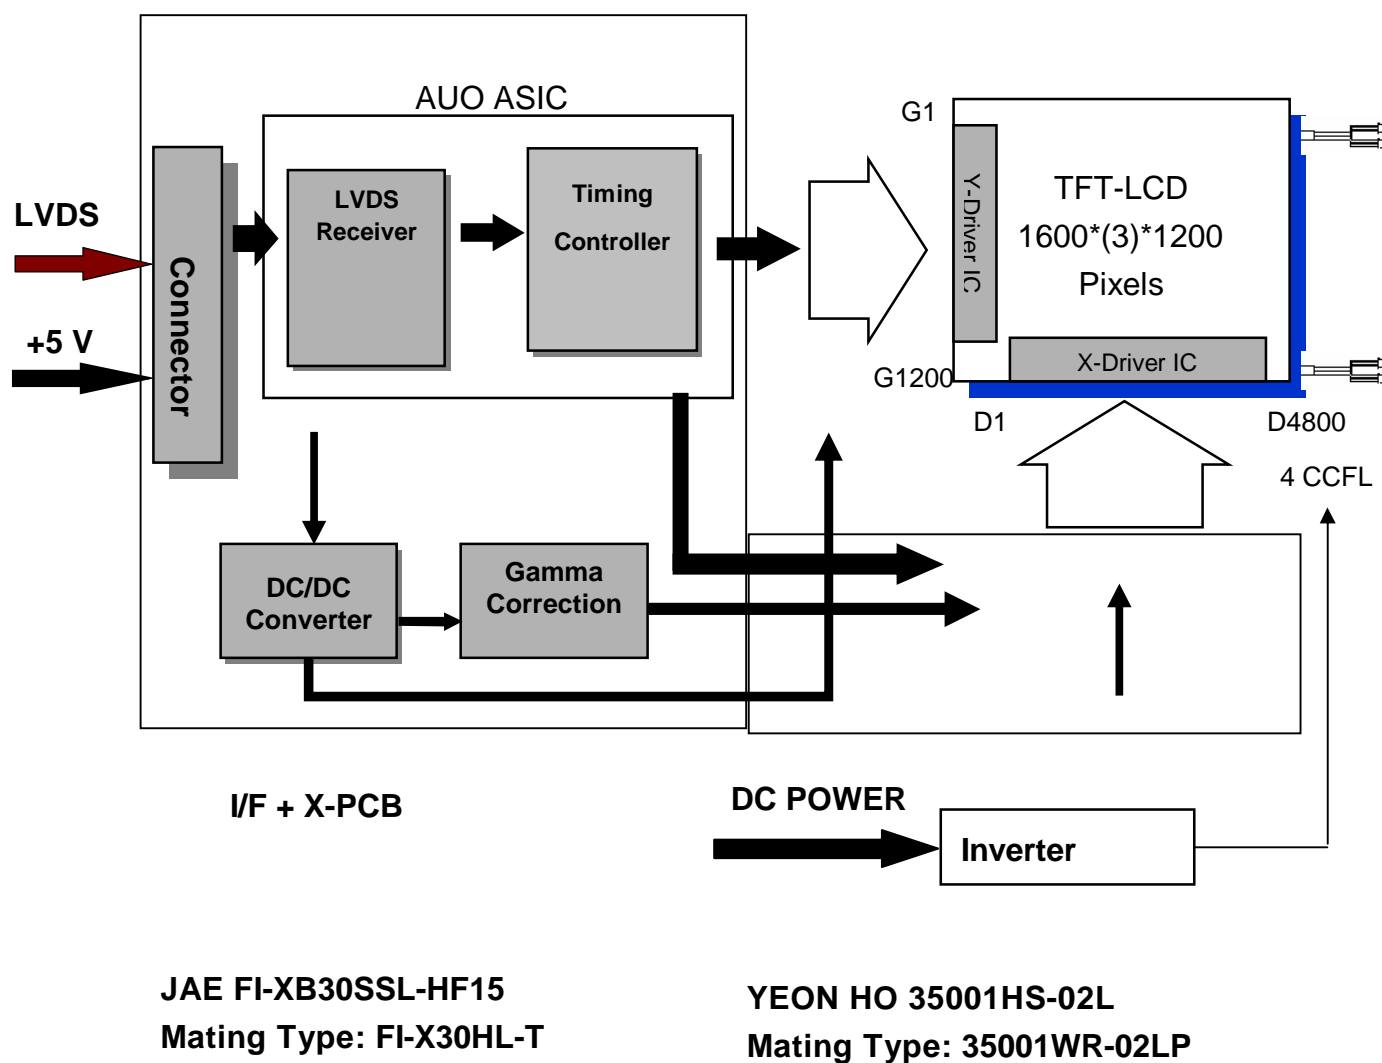 AUO ASIC
LVDS
+5 V
Connector
LVDS
Receiver
Timing
Controller
G1
Y-Driver IC
TFT-LCD
1600*(3)*1200
Pixels
G1200
X-Driver IC
D1
D4800
4 CCFL
DC/DC
Converter
Gamma
Correction
I/F + X-PCB
DC POWER
Inverter
JAE FI-XB30SSL-HF15
Mating Type: FI-X30HL-T
YEON HO 35001HS-02L
Mating Type: 35001WR-02LP